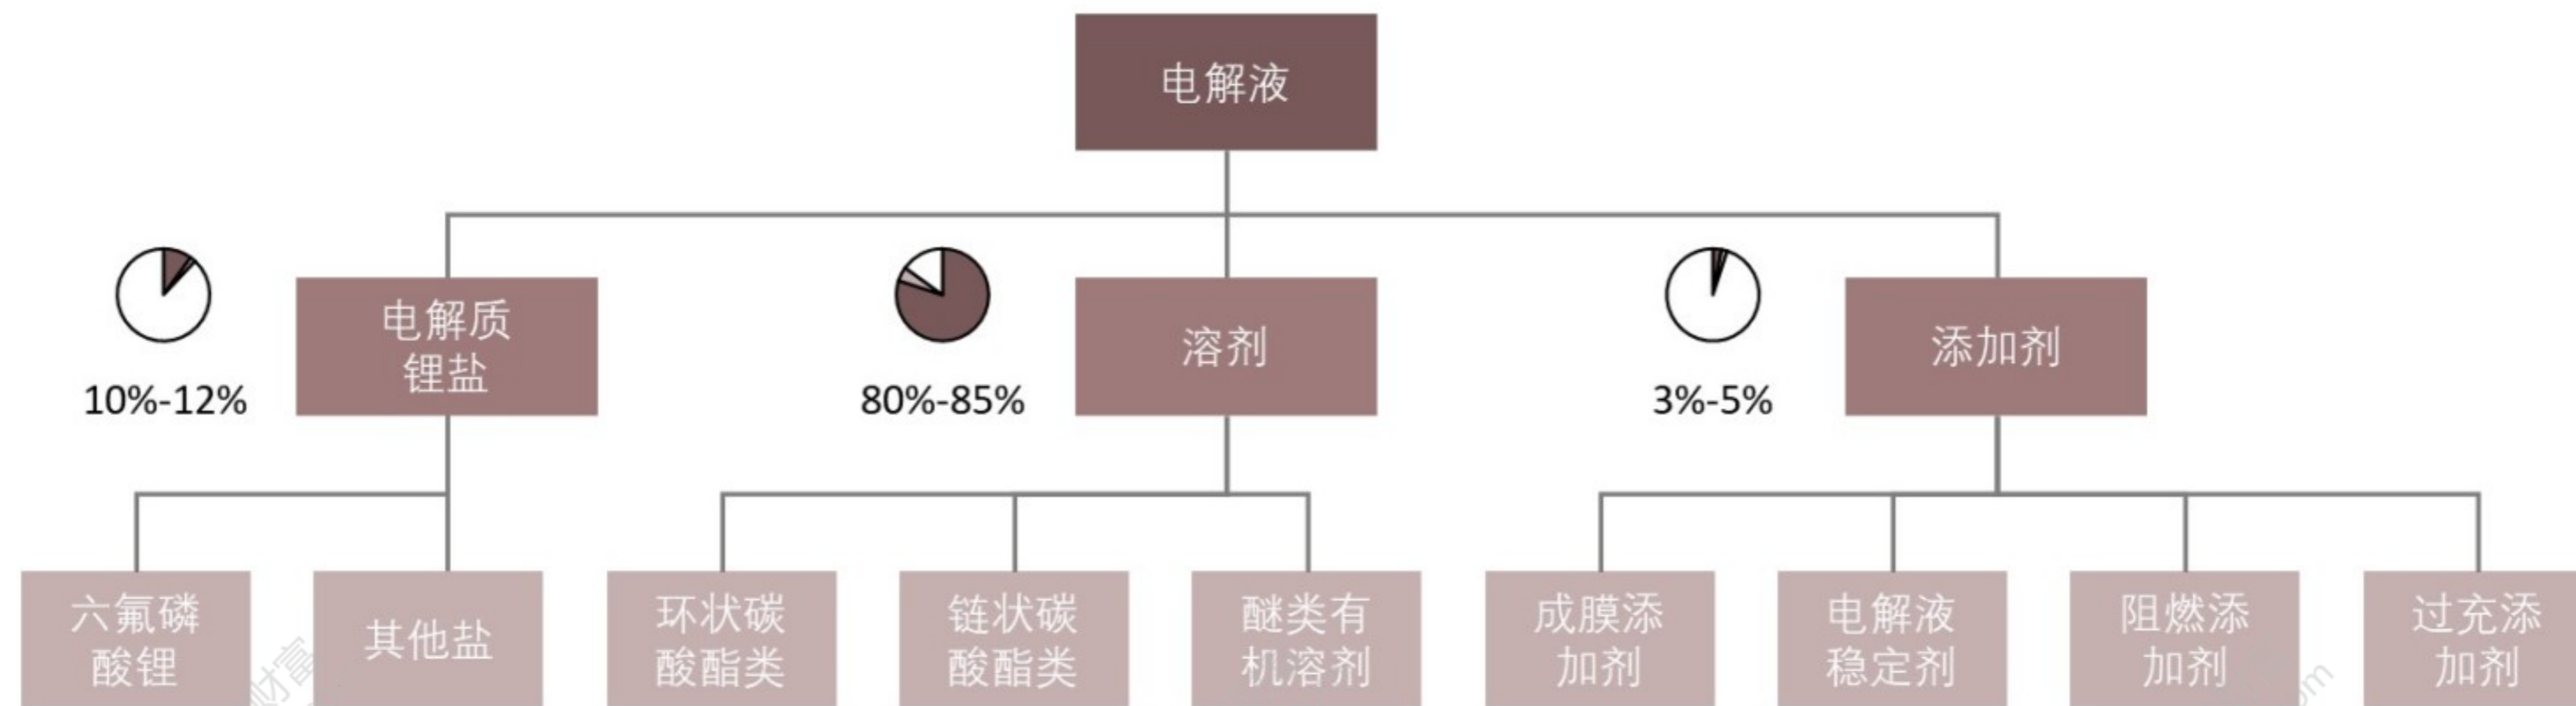 电解液
电解质
锂盐
10%-12%
溶剂
80%-85%
添加剂
3%-5%
六氟磷
酸锂
其他盐
环状碳
酸酯类
链状碳
酸酯类
醚类有
机溶剂
成膜添
加剂
电解液
稳定剂
阻燃添
加剂
过充添
加剂
财富
om